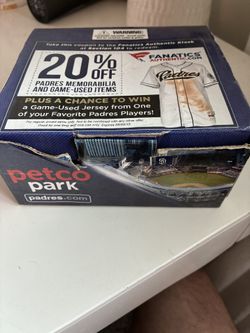 WARNING:
Take this coupon to the Fanatics Authentic Kiosk
at Section 104 to redeem
20% OFF
PADRES MEMORABILIA
AND GAME-USED ITEMS
FANATICS
AUTHENTIC.COM
Padres
PLUS A CHANCE TO WIN
a Game-Used Jersey from One
of Your Favorite Padres Players!
petco
park
padres.com